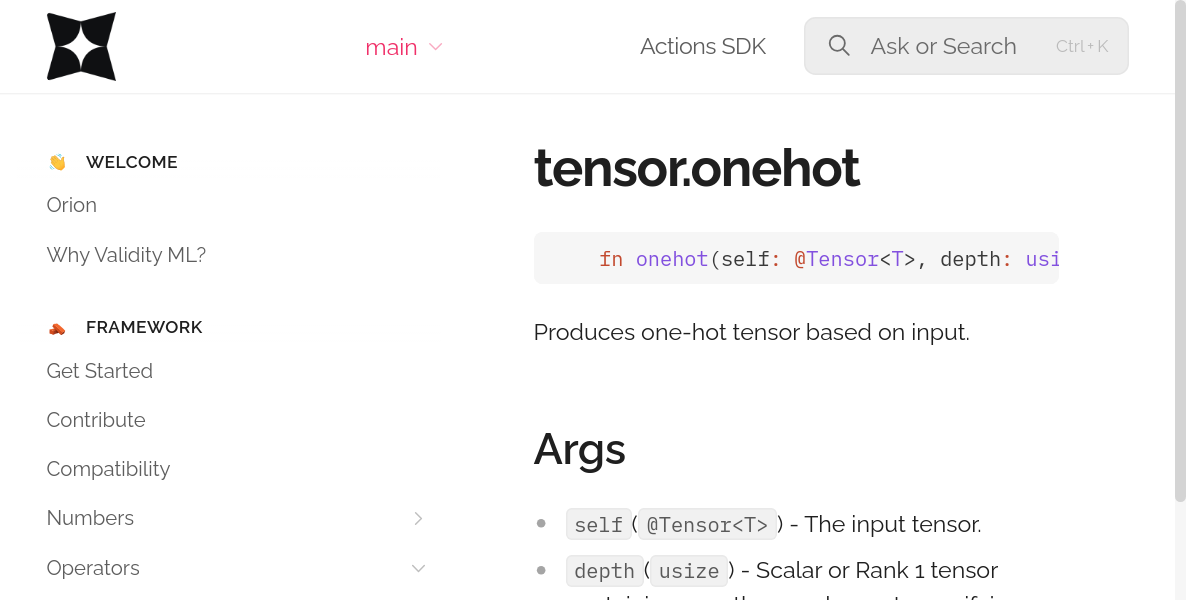 main
Actions SDK
Ask or Search
Ctrl + K
WELCOME
Orion
Why Validity ML?
FRAMEWORK
Get Started
Contribute
Compatibility
Numbers
Operators
tensor.onehot
fn onehot(self: @Tensor<T>, depth: usi
Produces one-hot tensor based on input.
Args
self (@Tensor<T>) - The input tensor.
depth (usize) - Scalar or Rank 1 tensor